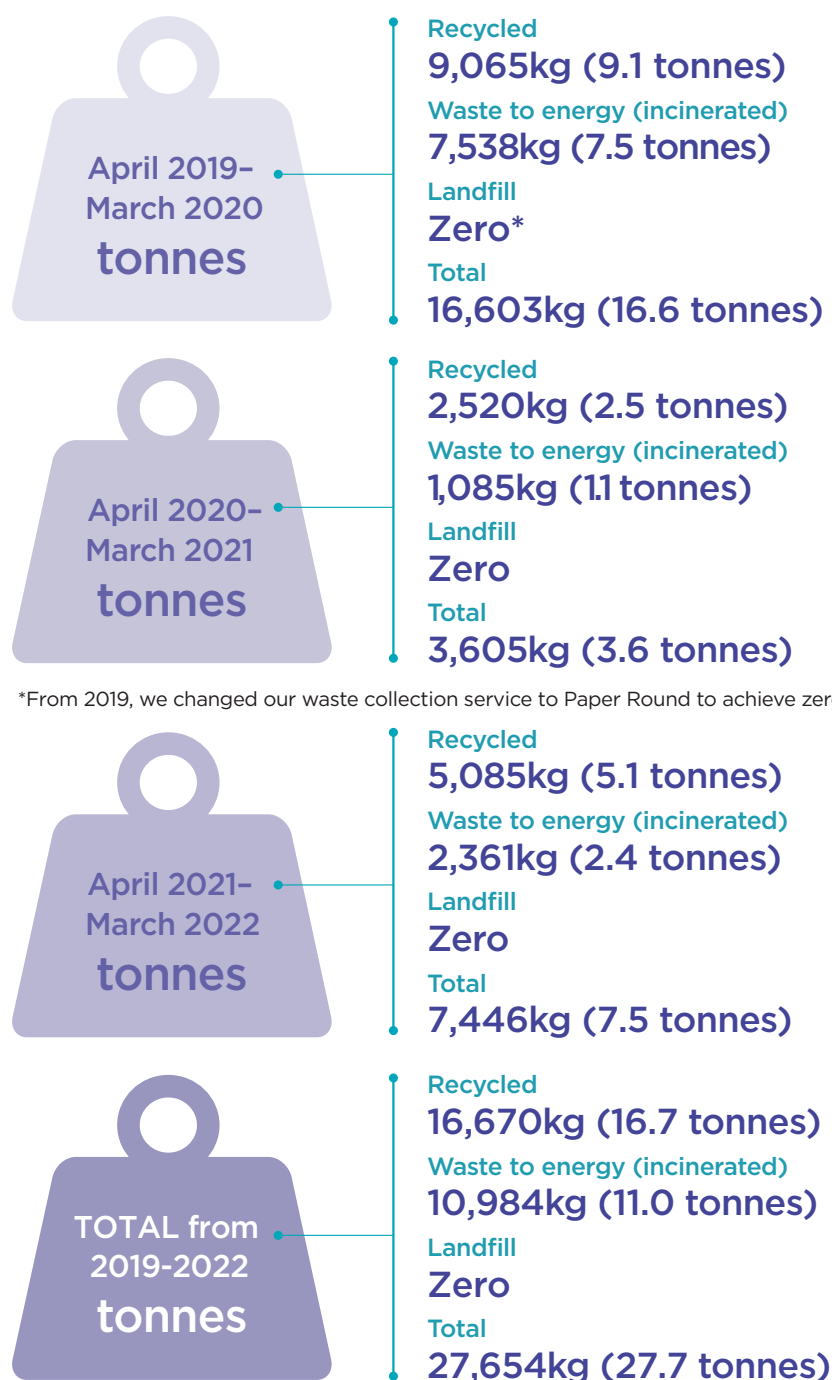 April 2019–
March 2020
tonnes
Recycled
9,065kg (9.1 tonnes)
Waste to energy (incinerated)
7,538kg (7.5 tonnes)
Landfill
Zero*
Total
16,603kg (16.6 tonnes)
April 2020–
March 2021
tonnes
Recycled
2,520kg (2.5 tonnes)
Waste to energy (incinerated)
1,085kg (1.1 tonnes)
Landfill
Zero
Total
3,605kg (3.6 tonnes)
*From 2019, we changed our waste collection service to Paper Round to achieve
April 2021–
March 2022
tonnes
Recycled
5,085kg (5.1 tonnes)
Waste to energy (incinerated)
2,361kg (2.4 tonnes)
Landfill
Zero
Total
7,446kg (7.5 tonnes)
TOTAL from
2019-2022
tonnes
Recycled
16,670kg (16.7 tonnes)
Waste to energy (incinerated)
10,984kg (11.0 tonnes)
Landfill
Zero
Total
27,654kg (27.7 tonnes)